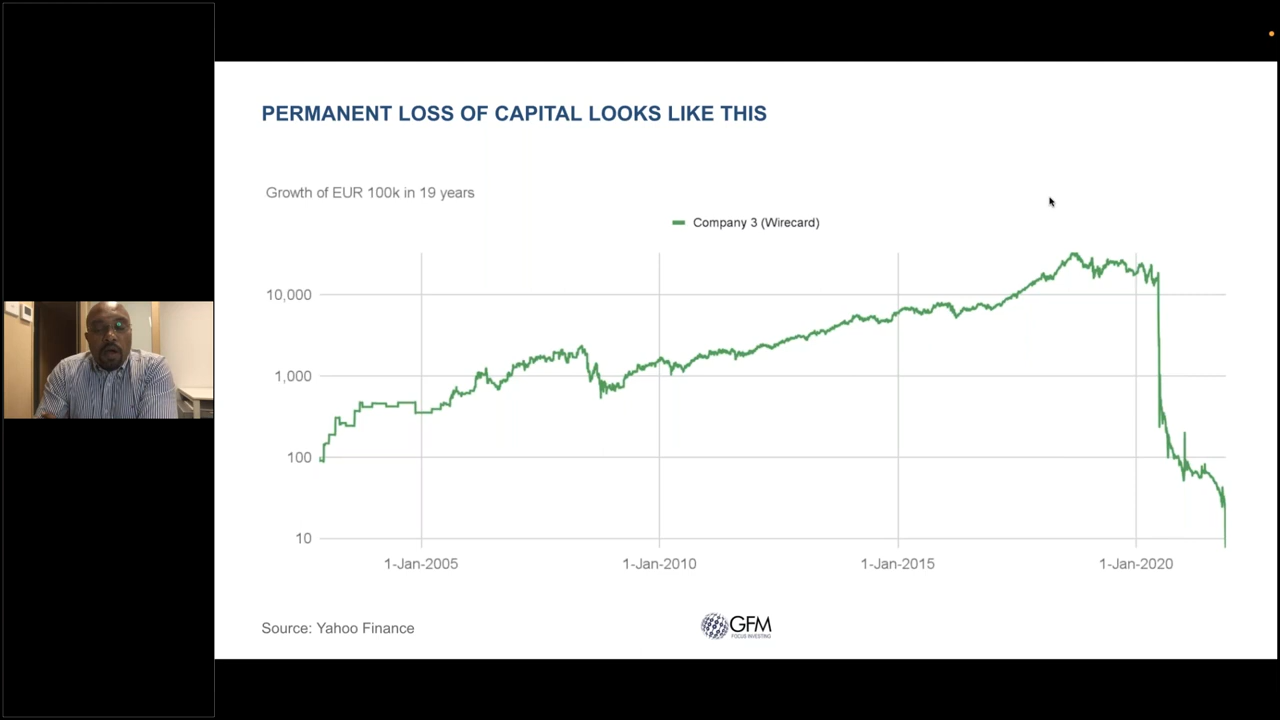 PERMANENT LOSS OF CAPITAL LOOKS LIKE THIS
Growth of EUR 100k in 19 years
Company 3 (Wirecard)
10,000
1,000
100
10
1-Jan-2005
1-Jan-2010
1-Jan-2015
1-Jan-2020
Source: Yahoo Finance
GFM
FOCUS INVESTING